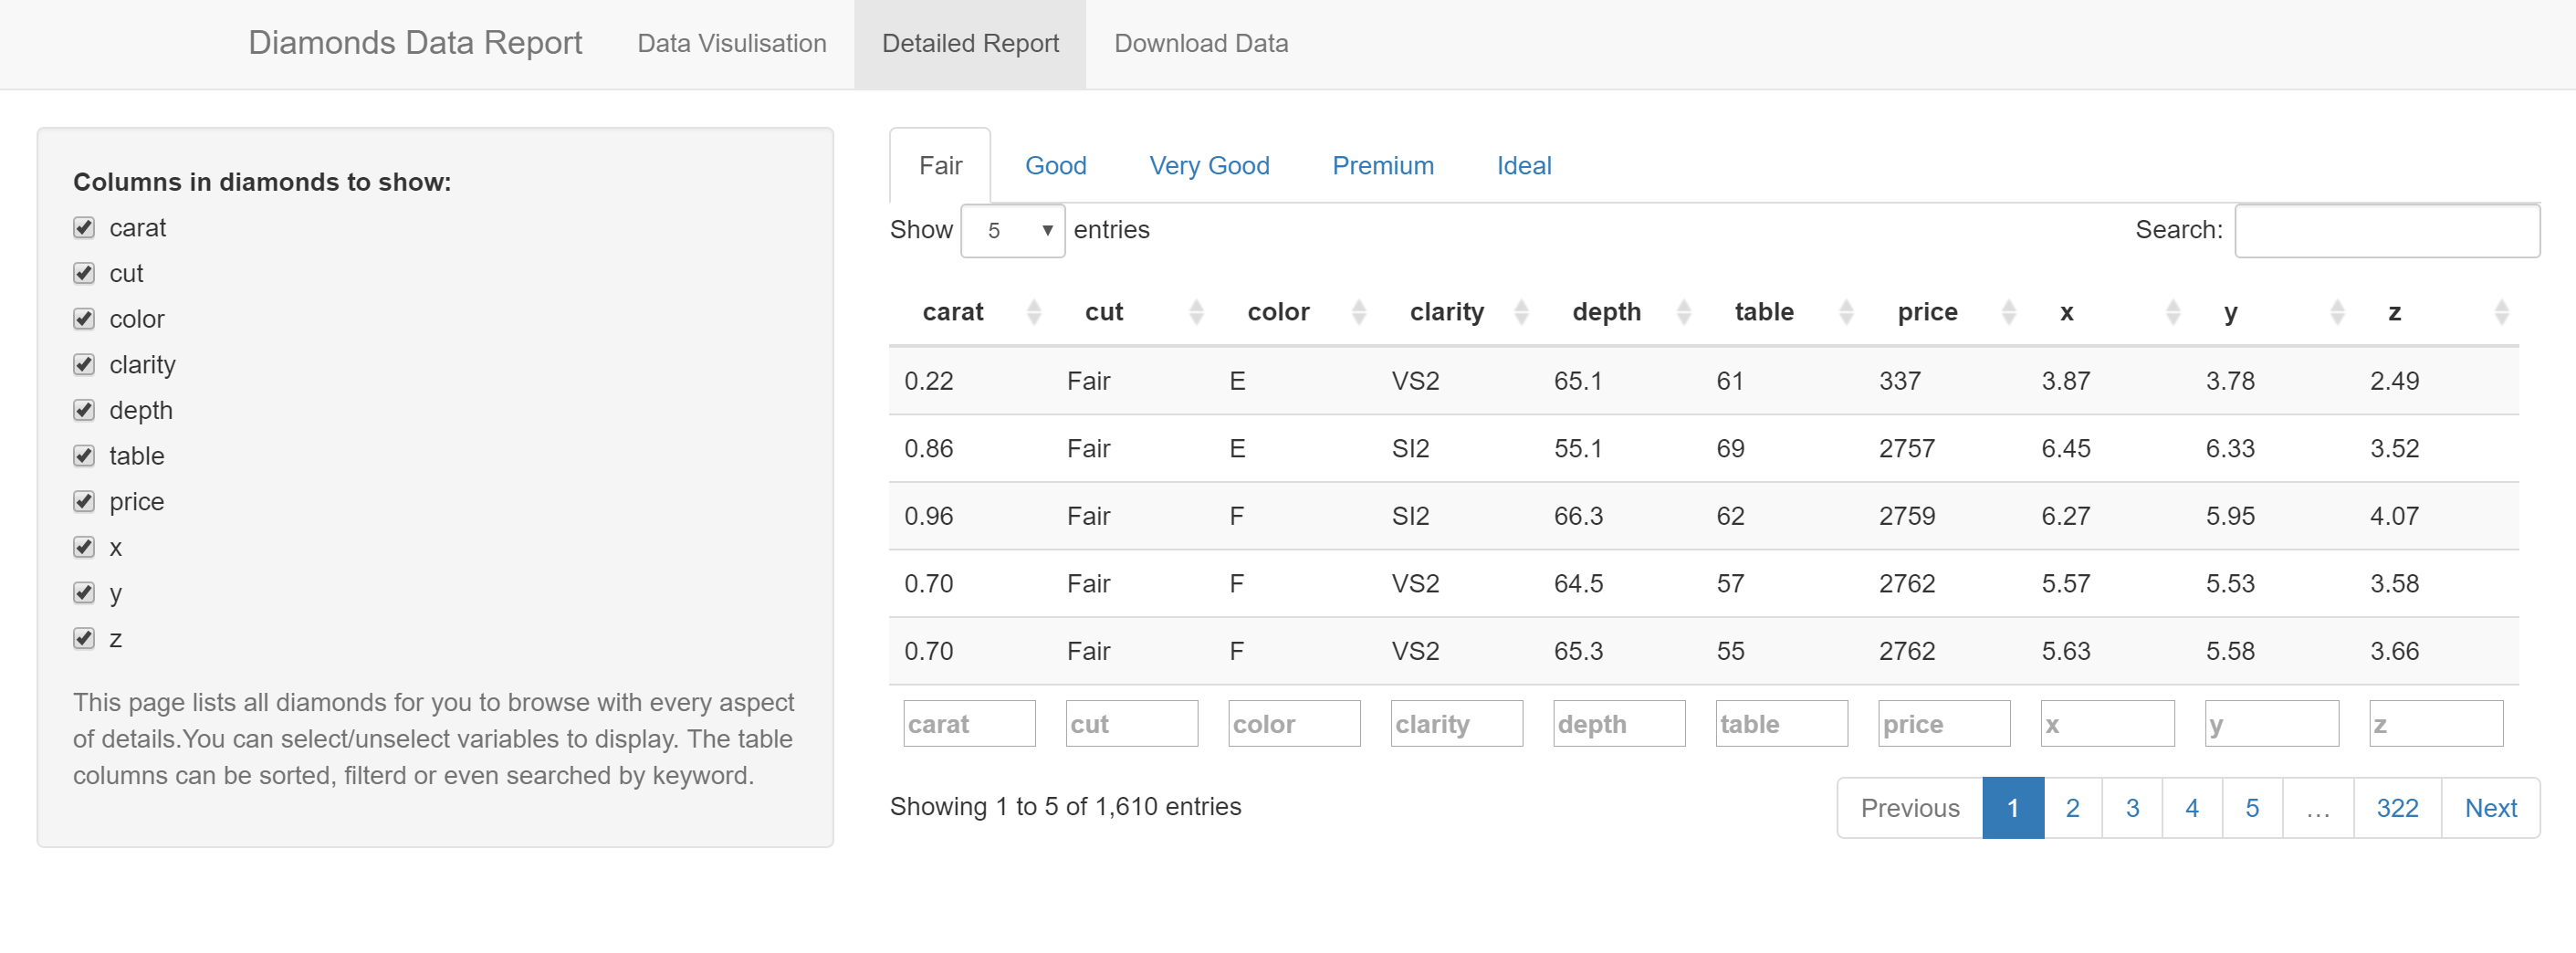 Diamonds Data Report Data Visulisation Detailed Report Download Data
Columns in diamonds to show:
carat
cut
color
clarity
depth
table
price
x
y
z
This page lists all diamonds for you to browse with every aspect
of details.You can select/unselect variables to display. The table
columns can be sorted, filterd or even searched by keyword.
Fair Good Very Good Premium Ideal
Show 5 entries Search:
carat cut color clarity depth table price x y z
0.22 Fair E VS2 65.1 61 337 3.87 3.78 2.49
0.86 Fair E SI2 55.1 69 2757 6.45 6.33 3.52
0.96 Fair F SI2 66.3 62 2759 6.27 5.95 4.07
0.70 Fair F VS2 64.5 57 2762 5.57 5.53 3.58
0.70 Fair F VS2 65.3 55 2762 5.63 5.58 3.66
carat cut color clarity depth table price x y z
Showing 1 to 5 of 1,610 entries Previous 1 2 3 4 5 … 322 Next